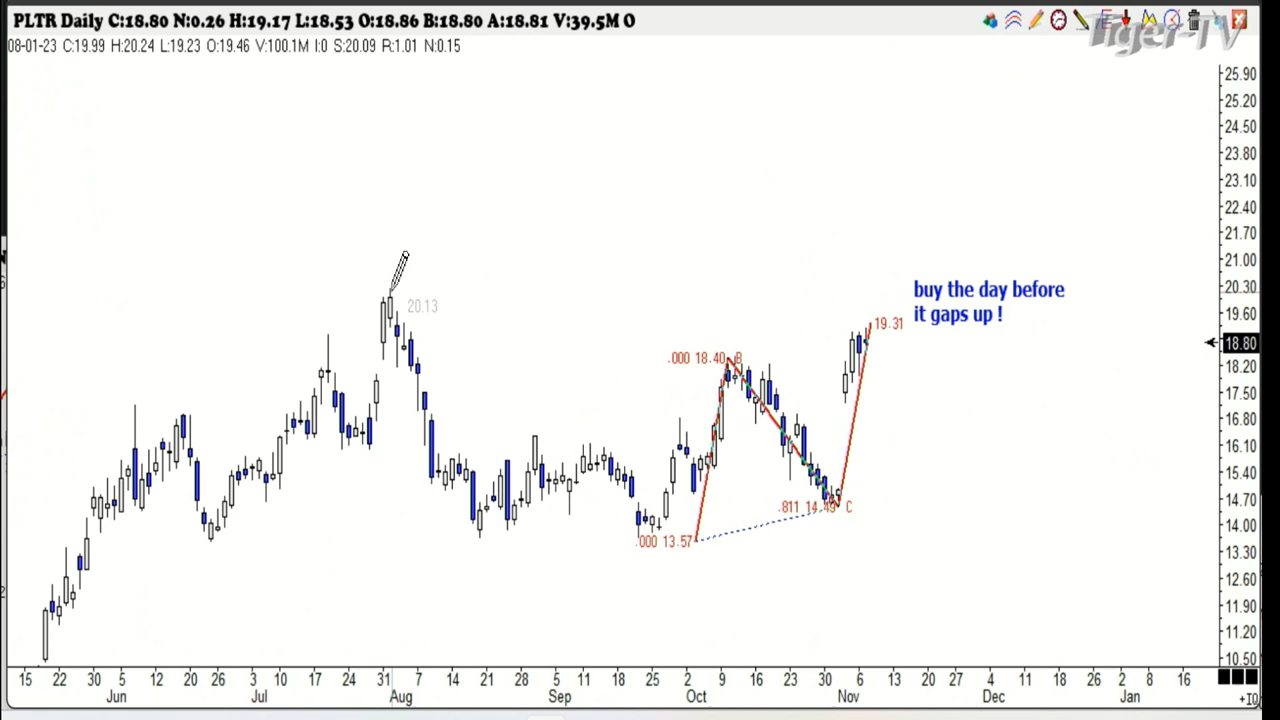 PLTR Daily C:18.80 N:0.26 H:19.17 L:18.53 O:18.86 B:18.80 A:18.81 V:39.5M O
Tiger-TV
08-01-23 C:19.99 H:20.24 L:19.23 O:19.46 V:100.1M I:0 S:20.09 R:1.01 N:0.15
25.90
25.20
24.50
23.80
23.10
22.40
21.70
21.00
20.30
19.60
18.80
18.20
17.50
16.80
16.10
15.40
14.70
14.00
13.30
12.60
11.90
11.20
10.50
buy the day before
it gaps up !
20.13
19.31
.000 18.40 B
.811 14.49 C
.000 13.57
15 22 30 5 12 20 26 3 10 17 24 31 7 14 21 28 5 11 18 25 2 9 16 23 30 6 13 20 27 4 11 18 26 2 8 16
Jun Jul Aug Sep Oct Nov Dec Jan